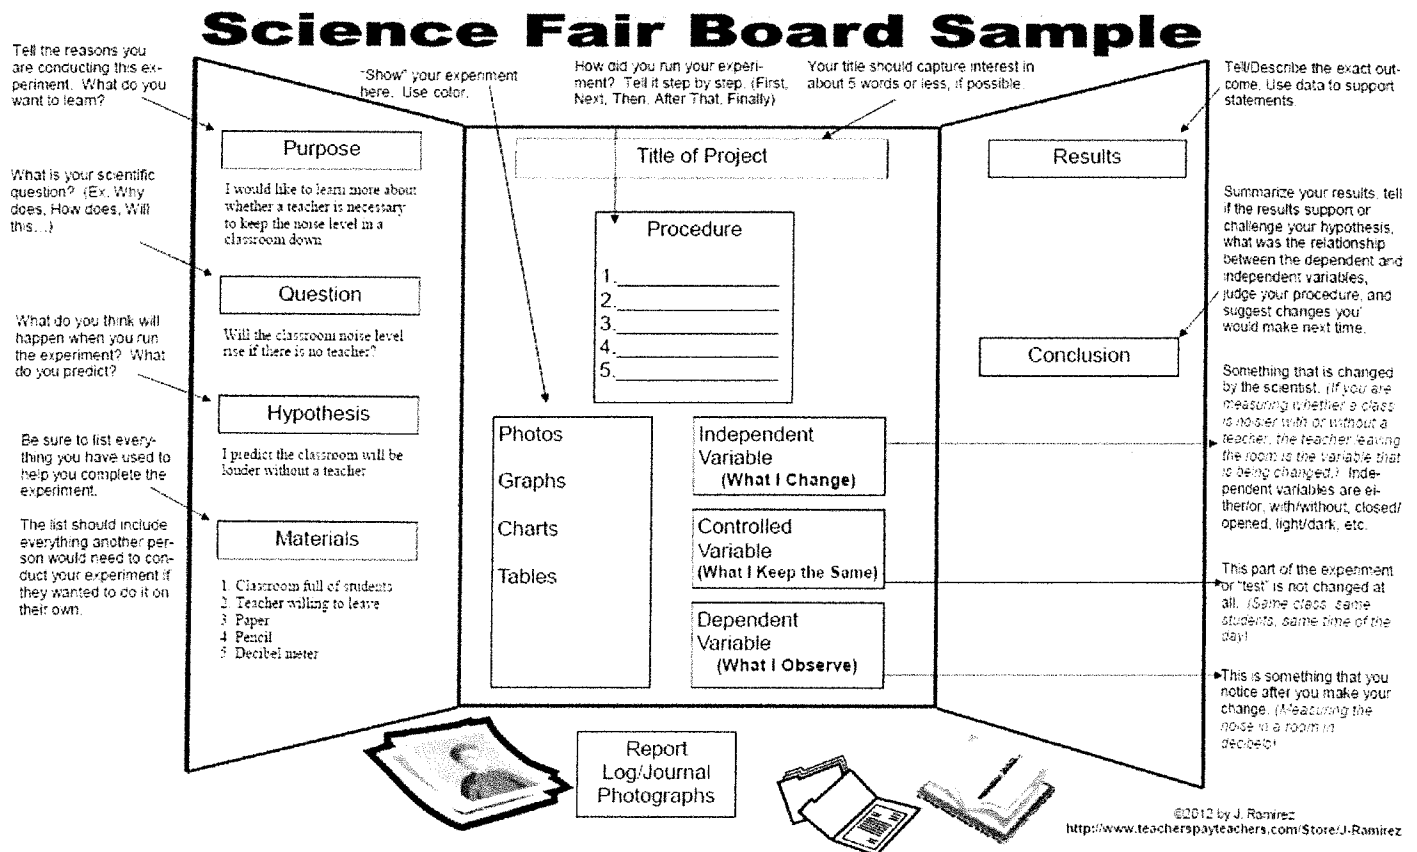 Science Fair Board Sample
Tell the reasons you
are conducting this ex-
periment. What do you
want to learn?
"Show" your experiment
here. Use color.
How did you run your experi-
ment? Tell it step by step. (First,
Next, Then, After That, Finally)
Your title should capture interest in
about 5 words or less, if possible.
Tell/Describe the exact out-
come. Use data to support
statements.
What is your scientific
question? (Ex. Why
does, How does, Will
this...)
What do you think will
happen when you run
the experiment? What
do you predict?
Be sure to list every-
thing you have used to
help you complete the
experiment.
The list should include
everything another per-
son would need to con-
duct your experiment if
they wanted to do it on
their own.
Purpose
I would like to learn more about
whether a teacher is necessary
to keep the noise level in a
classroom down
Question
Will the classroom noise level
rise if there is no teacher?
Hypothesis
I predict the classroom will be
louder without a teacher
Materials
1 Classroom full of students
2 Teacher willing to leave
3 Paper
4 Pencil
5 Decibel meter
Title of Project
Procedure
1.
2.
3.
4.
5.
Photos
Graphs
Charts
Tables
Independent
Variable
(What I Change)
Controlled
Variable
(What I Keep the Same)
Dependent
Variable
(What I Observe)
Results
Conclusion
Summarize your results, tell
if the results support or
challenge your hypothesis,
what was the relationship
between the dependent and
independent variables,
judge your procedure, and
suggest changes you
would make next time.
Something that is changed
by the scientist. (If you are
measuring whether a class
is noisier with or without a
teacher, the teacher leaving
the room is the variable that
is being changed.) Inde-
pendent variables are ei-
ther/or, with/without, closed/
opened, light/dark, etc.
This part of the experiment
or "test" is not changed at
all. (Same class, same
students, same time of the
day)
This is something that you
notice after you make your
change. (Measuring the
noise in a room in
decibels)
Report
Log/Journal
Photographs
©2012 by J. Ramirez
http://www.teacherspayteachers.com/Store/J-Ramirez